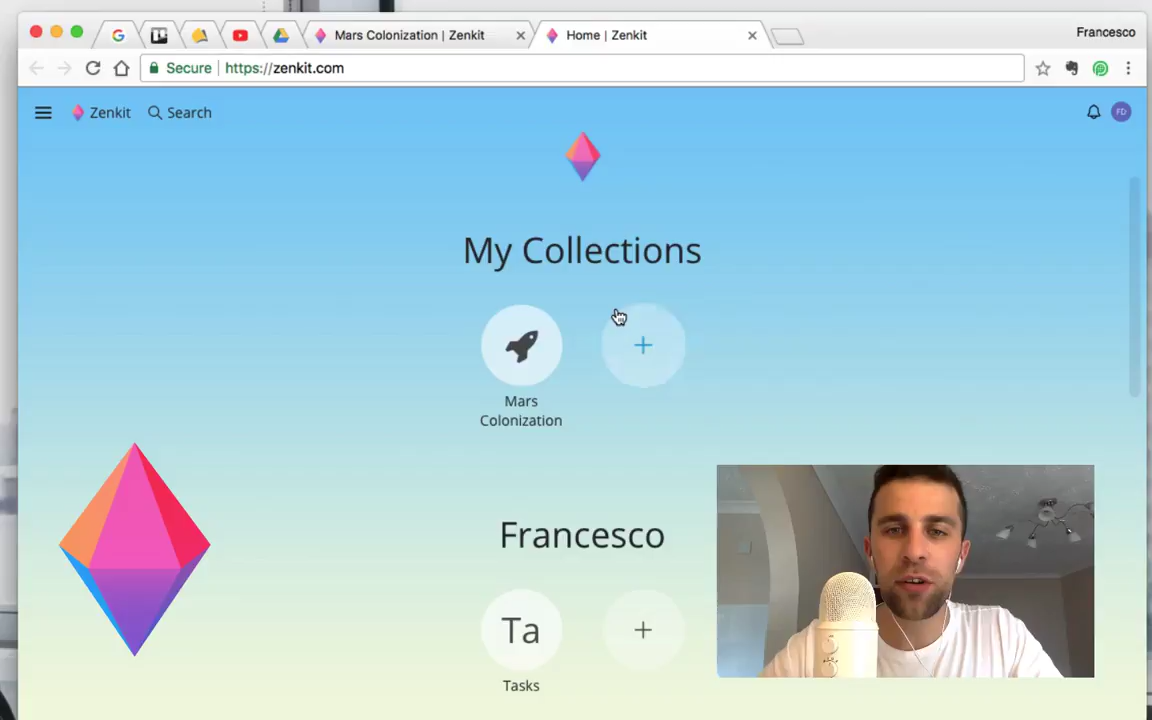 Mars Colonization | Zenkit
Home | Zenkit
Francesco
Secure
https://zenkit.com
Zenkit
Search
FD
My Collections
+
Mars
Colonization
Francesco
Ta
+
Tasks